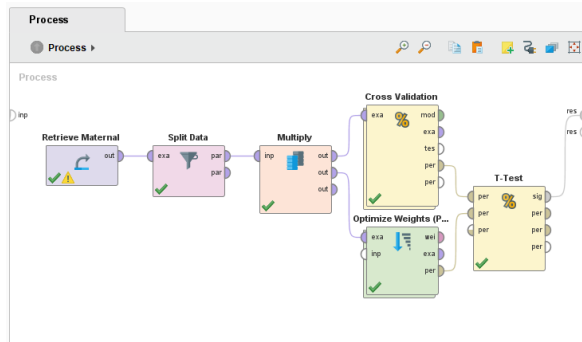 Process
Process
Process
inp
res
res
Retrieve Maternal
out
Split Data
exa
par
par
Multiply
inp
out
out
out
Cross Validation
exa
%
mod
exa
tes
per
per
Optimize Weights (P...
exa
inp
wei
exa
per
T-Test
per
per
per
%
sig
per
per
per